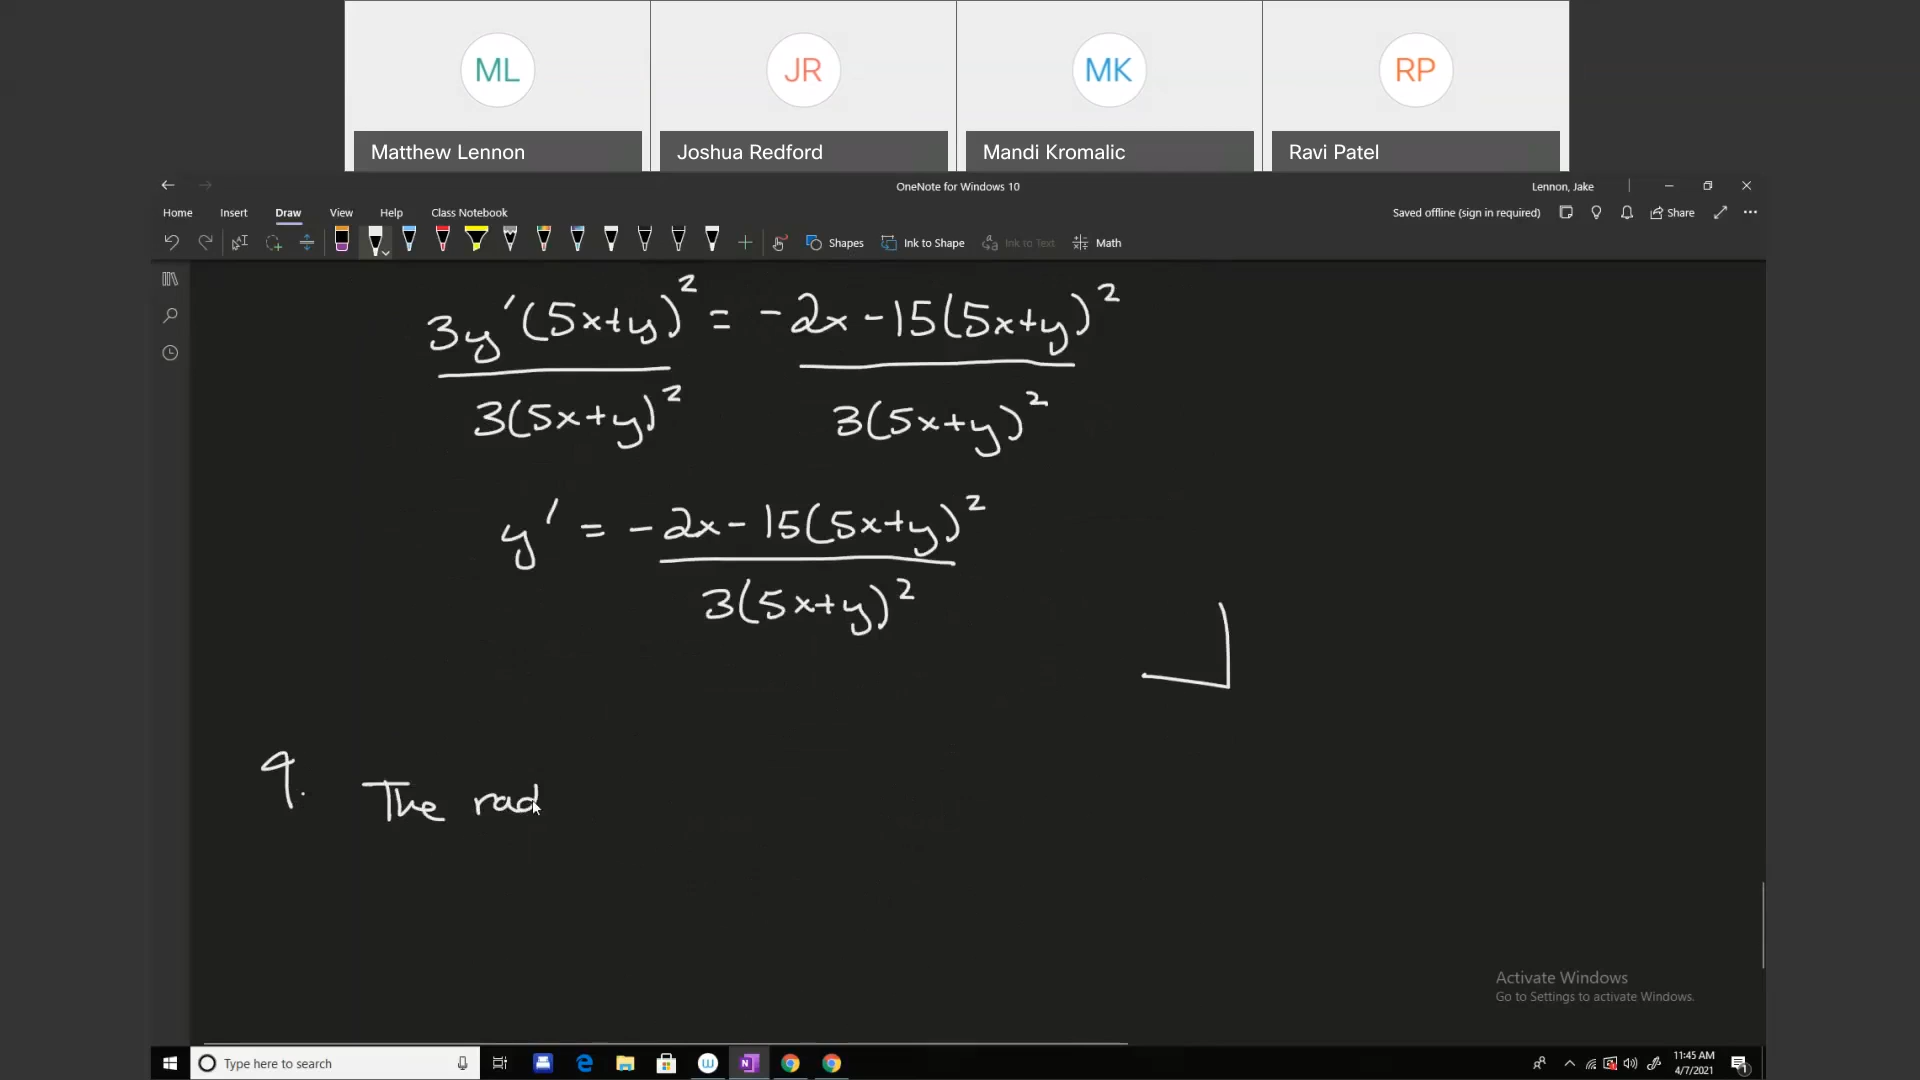 ML JR MK RP
Matthew Lennon Joshua Redford Mandi Kromalic Ravi Patel
OneNote for Windows 10 Lennon, Jake
Home Insert Draw View Help Class Notebook Saved offline (sign in required) Share
Shapes Ink to Shape Ink to Text Math
3y'(5x+y)² = -2x-15(5x+y)²
3(5x+y)² 3(5x+y)²
y' = -2x-15(5x+y)²
3(5x+y)²
9. The rad
Activate Windows
Go to Settings to activate Windows.
Type here to search 11:45 AM
4/7/2021